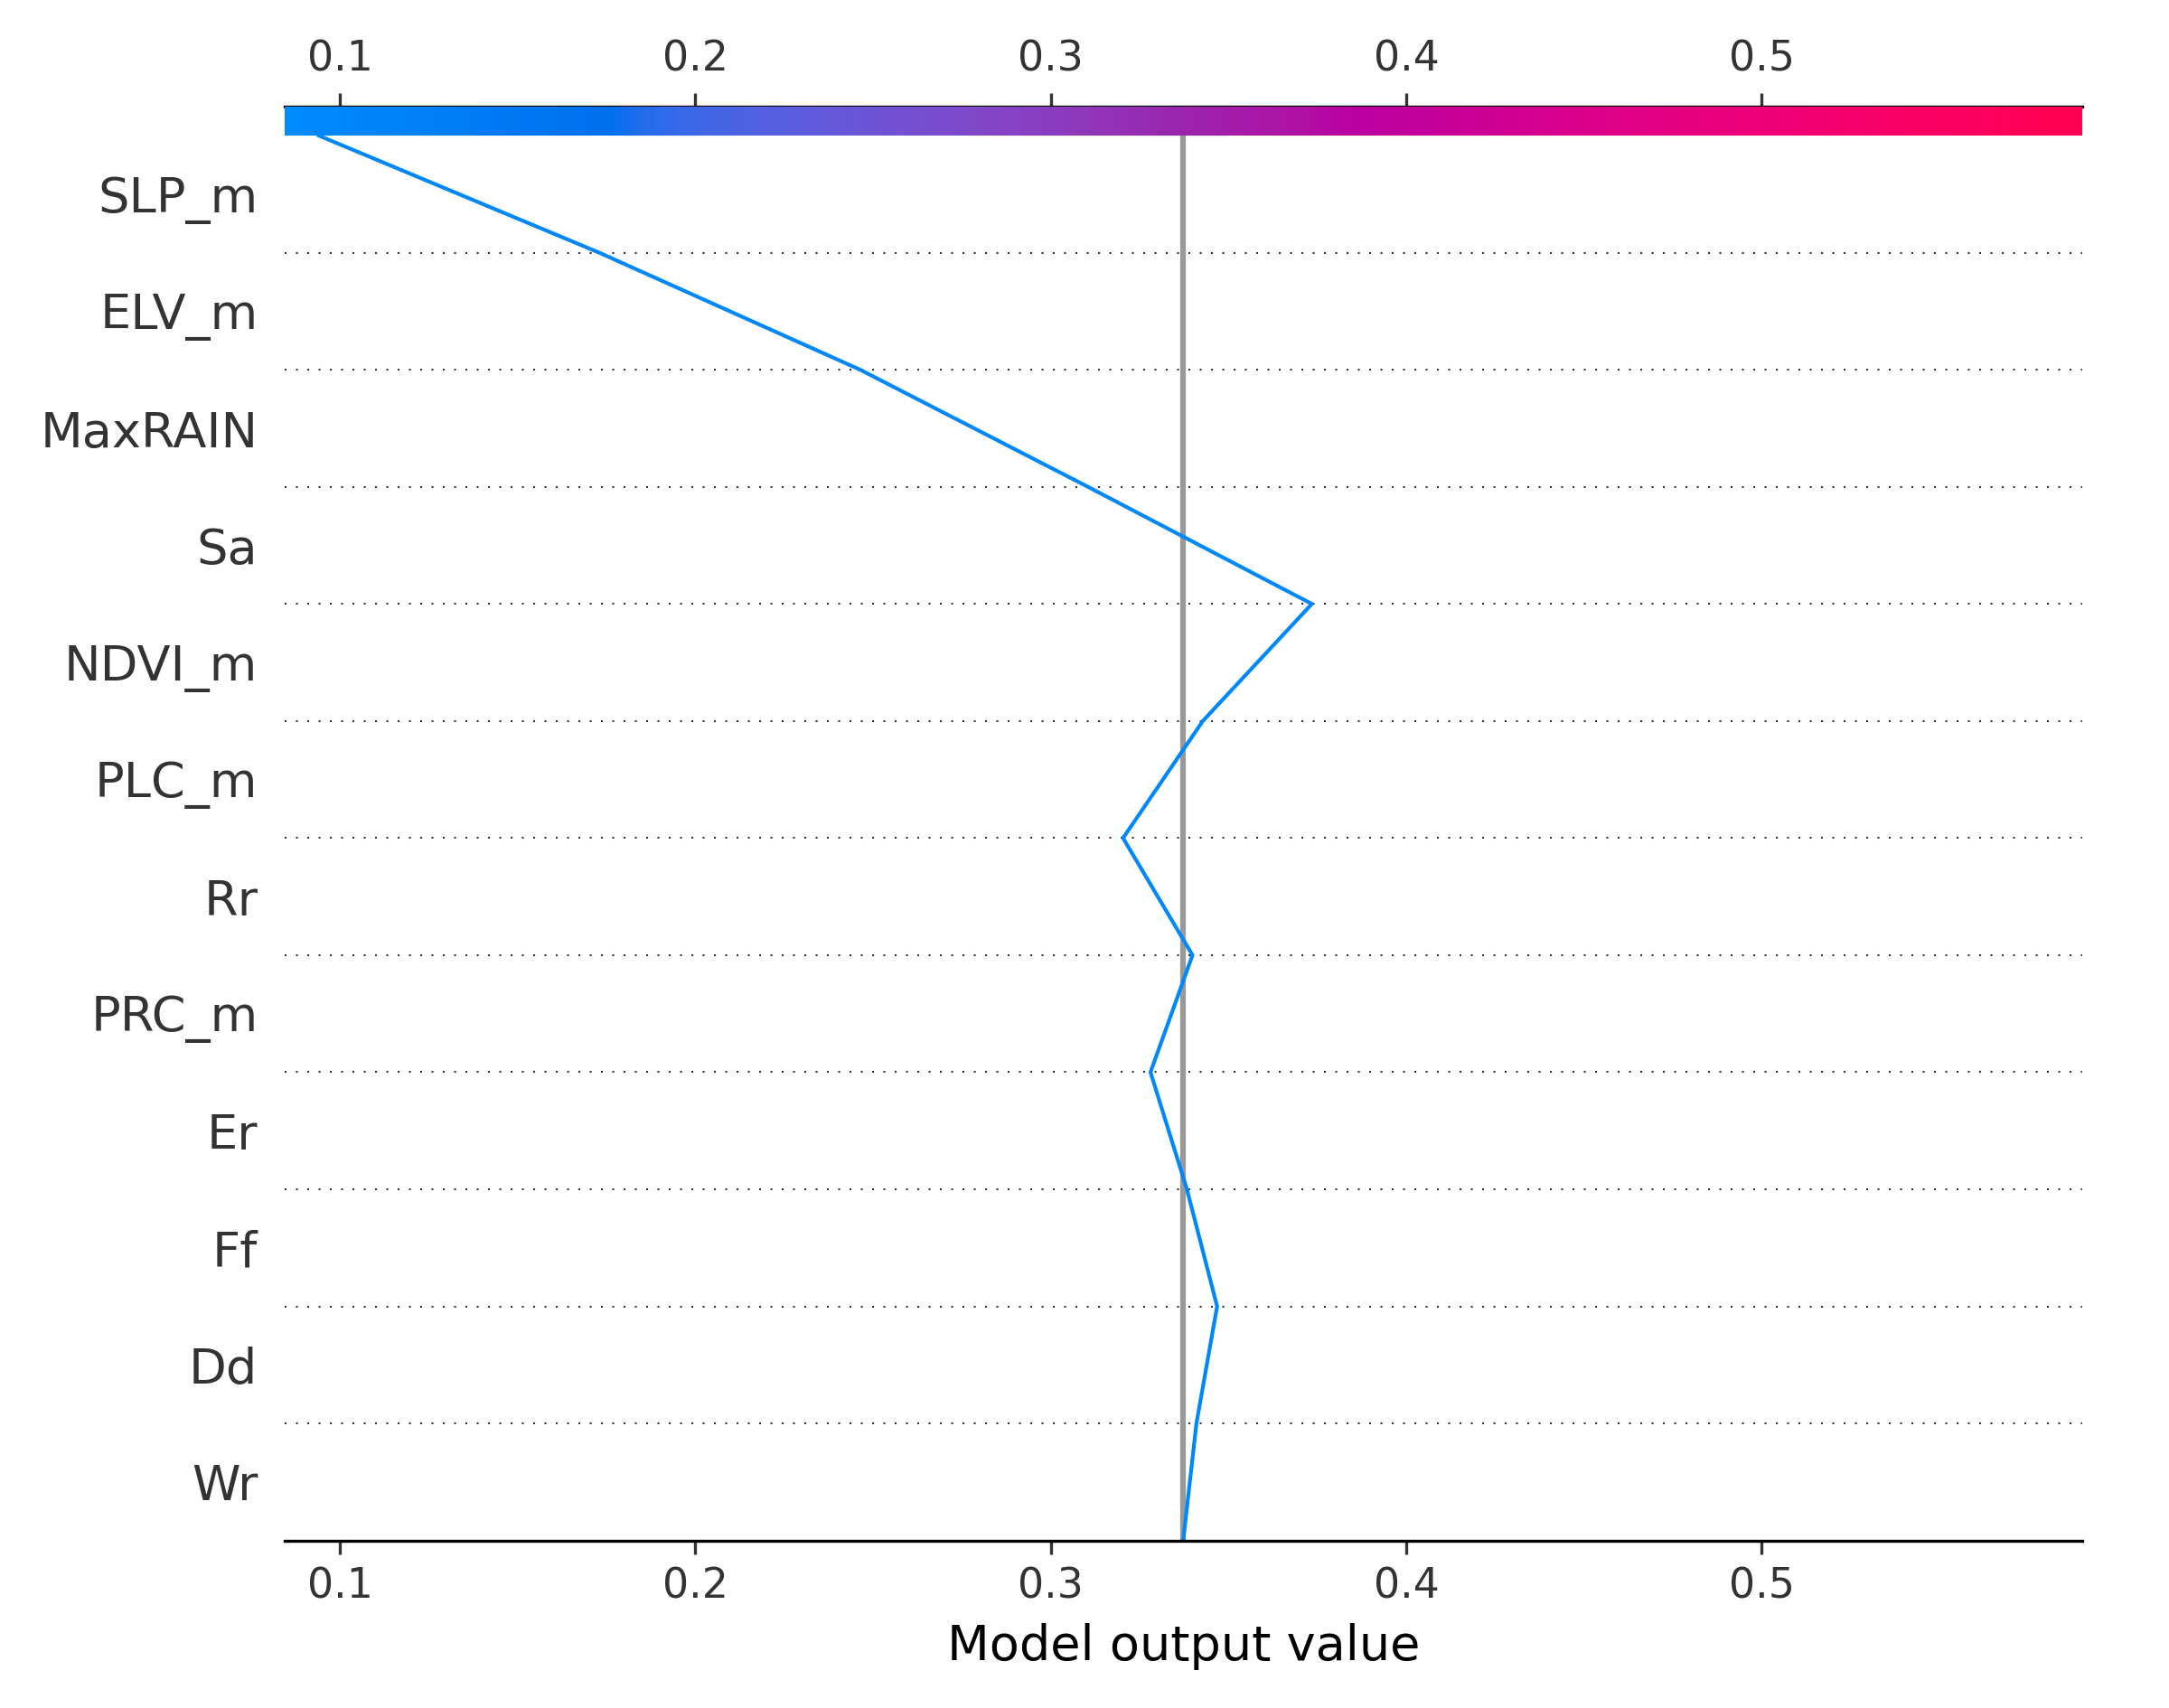 0.1 0.2 0.3 0.4 0.5
SLP_m
ELV_m
MaxRAIN
Sa
NDVI_m
PLC_m
Rr
PRC_m
Er
Ff
Dd
Wr
0.1 0.2 0.3 0.4 0.5
Model output value